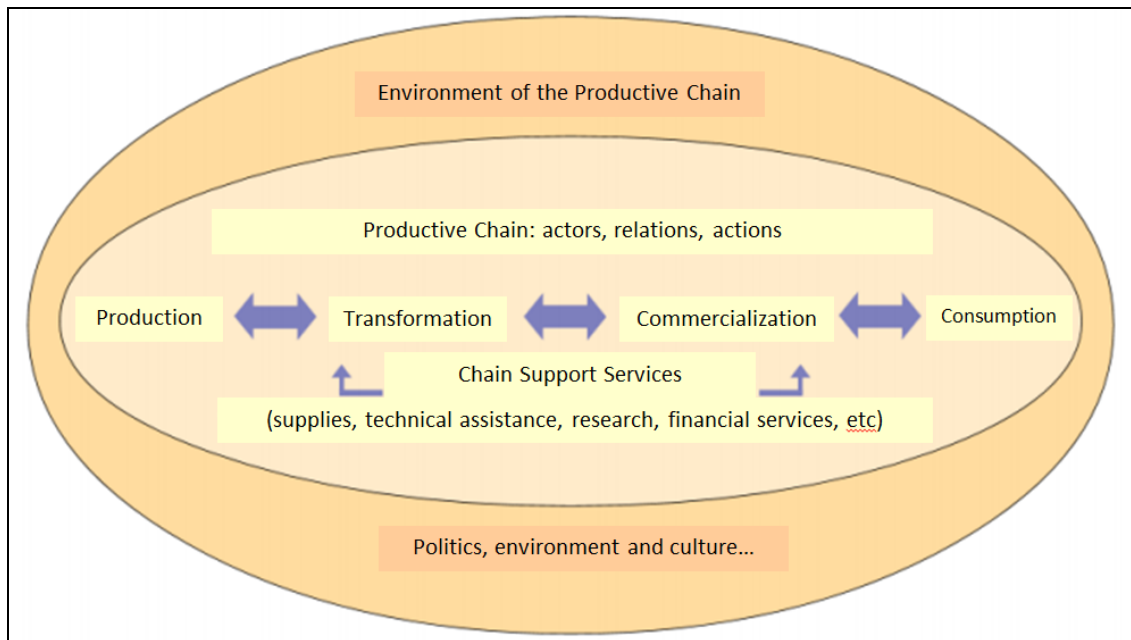 Environment of the Productive Chain
Productive Chain: actors, relations, actions
Production
Transformation
Commercialization
Consumption
Chain Support Services
(supplies, technical assistance, research, financial services, etc)
Politics, environment and culture...